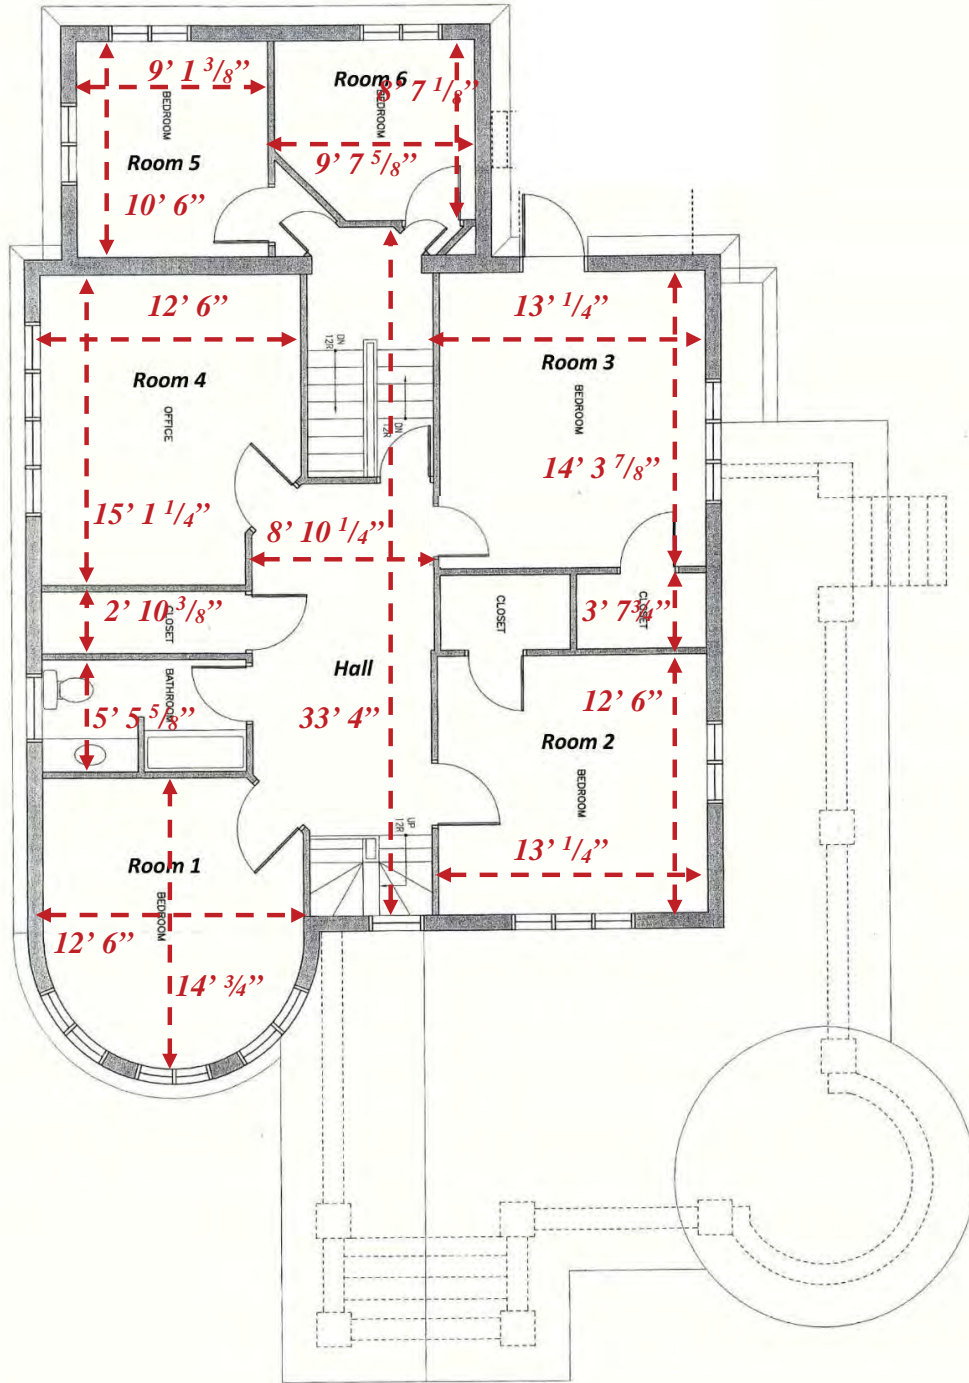 9’ 1 3/8”
BEDROOM
Room 5
10’ 6”
Room 6
8’ 7 1/8”
BEDROOM
9’ 7 5/8”
12’ 6”
Room 4
OFFICE
15’ 1 1/4”
DN
12R
DN
12R
13’ 1/4”
Room 3
BEDROOM
14’ 3 7/8”
8’ 10 1/4”
2’ 10 3/8”
CLOSET
CLOSET
3’ 7 3/4”
CLOSET
BATHROOM
5’ 5 5/8”
Hall
33’ 4”
12’ 6”
Room 2
BEDROOM
13’ 1/4”
UP
12R
Room 1
BEDROOM
12’ 6”
14’ 3/4”